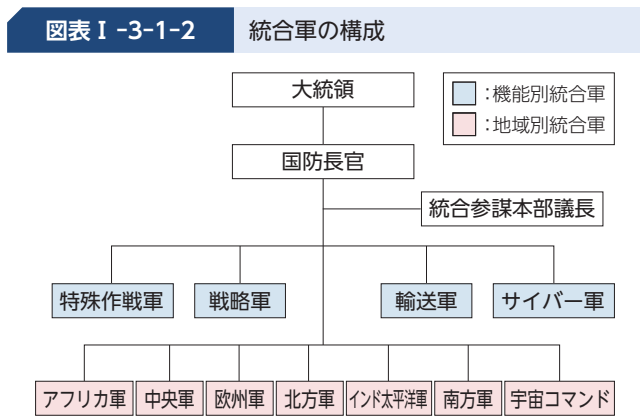 図表Ⅰ-3-1-2 統合軍の構成
大統領
:機能別統合軍
:地域別統合軍
国防長官
統合参謀本部議長
特殊作戦軍 戦略軍 輸送軍 サイバー軍
アフリカ軍 中央軍 欧州軍 北方軍 インド太平洋軍 南方軍 宇宙コマンド